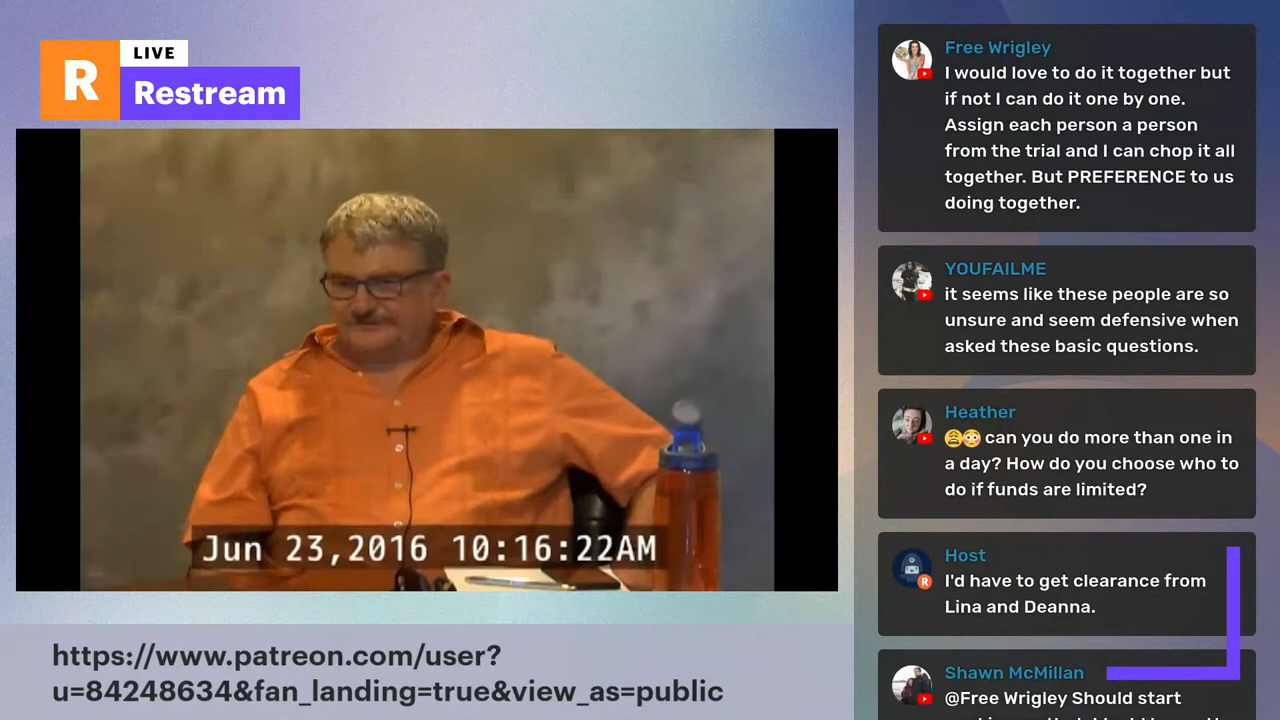 R
LIVE
Restream
Jun 23,2016 10:16:22AM
https://www.patreon.com/user?
u=84248634&fan_landing=true&view_as=public
Free Wrigley
I would love to do it together but
if not I can do it one by one.
Assign each person a person
from the trial and I can chop it all
together. But PREFERENCE to us
doing together.
YOUFAILME
it seems like these people are so
unsure and seem defensive when
asked these basic questions.
Heather
😩😳 can you do more than one in
a day? How do you choose who to
do if funds are limited?
Host
R
I'd have to get clearance from
Lina and Deanna.
Shawn McMillan
@Free Wrigley Should start